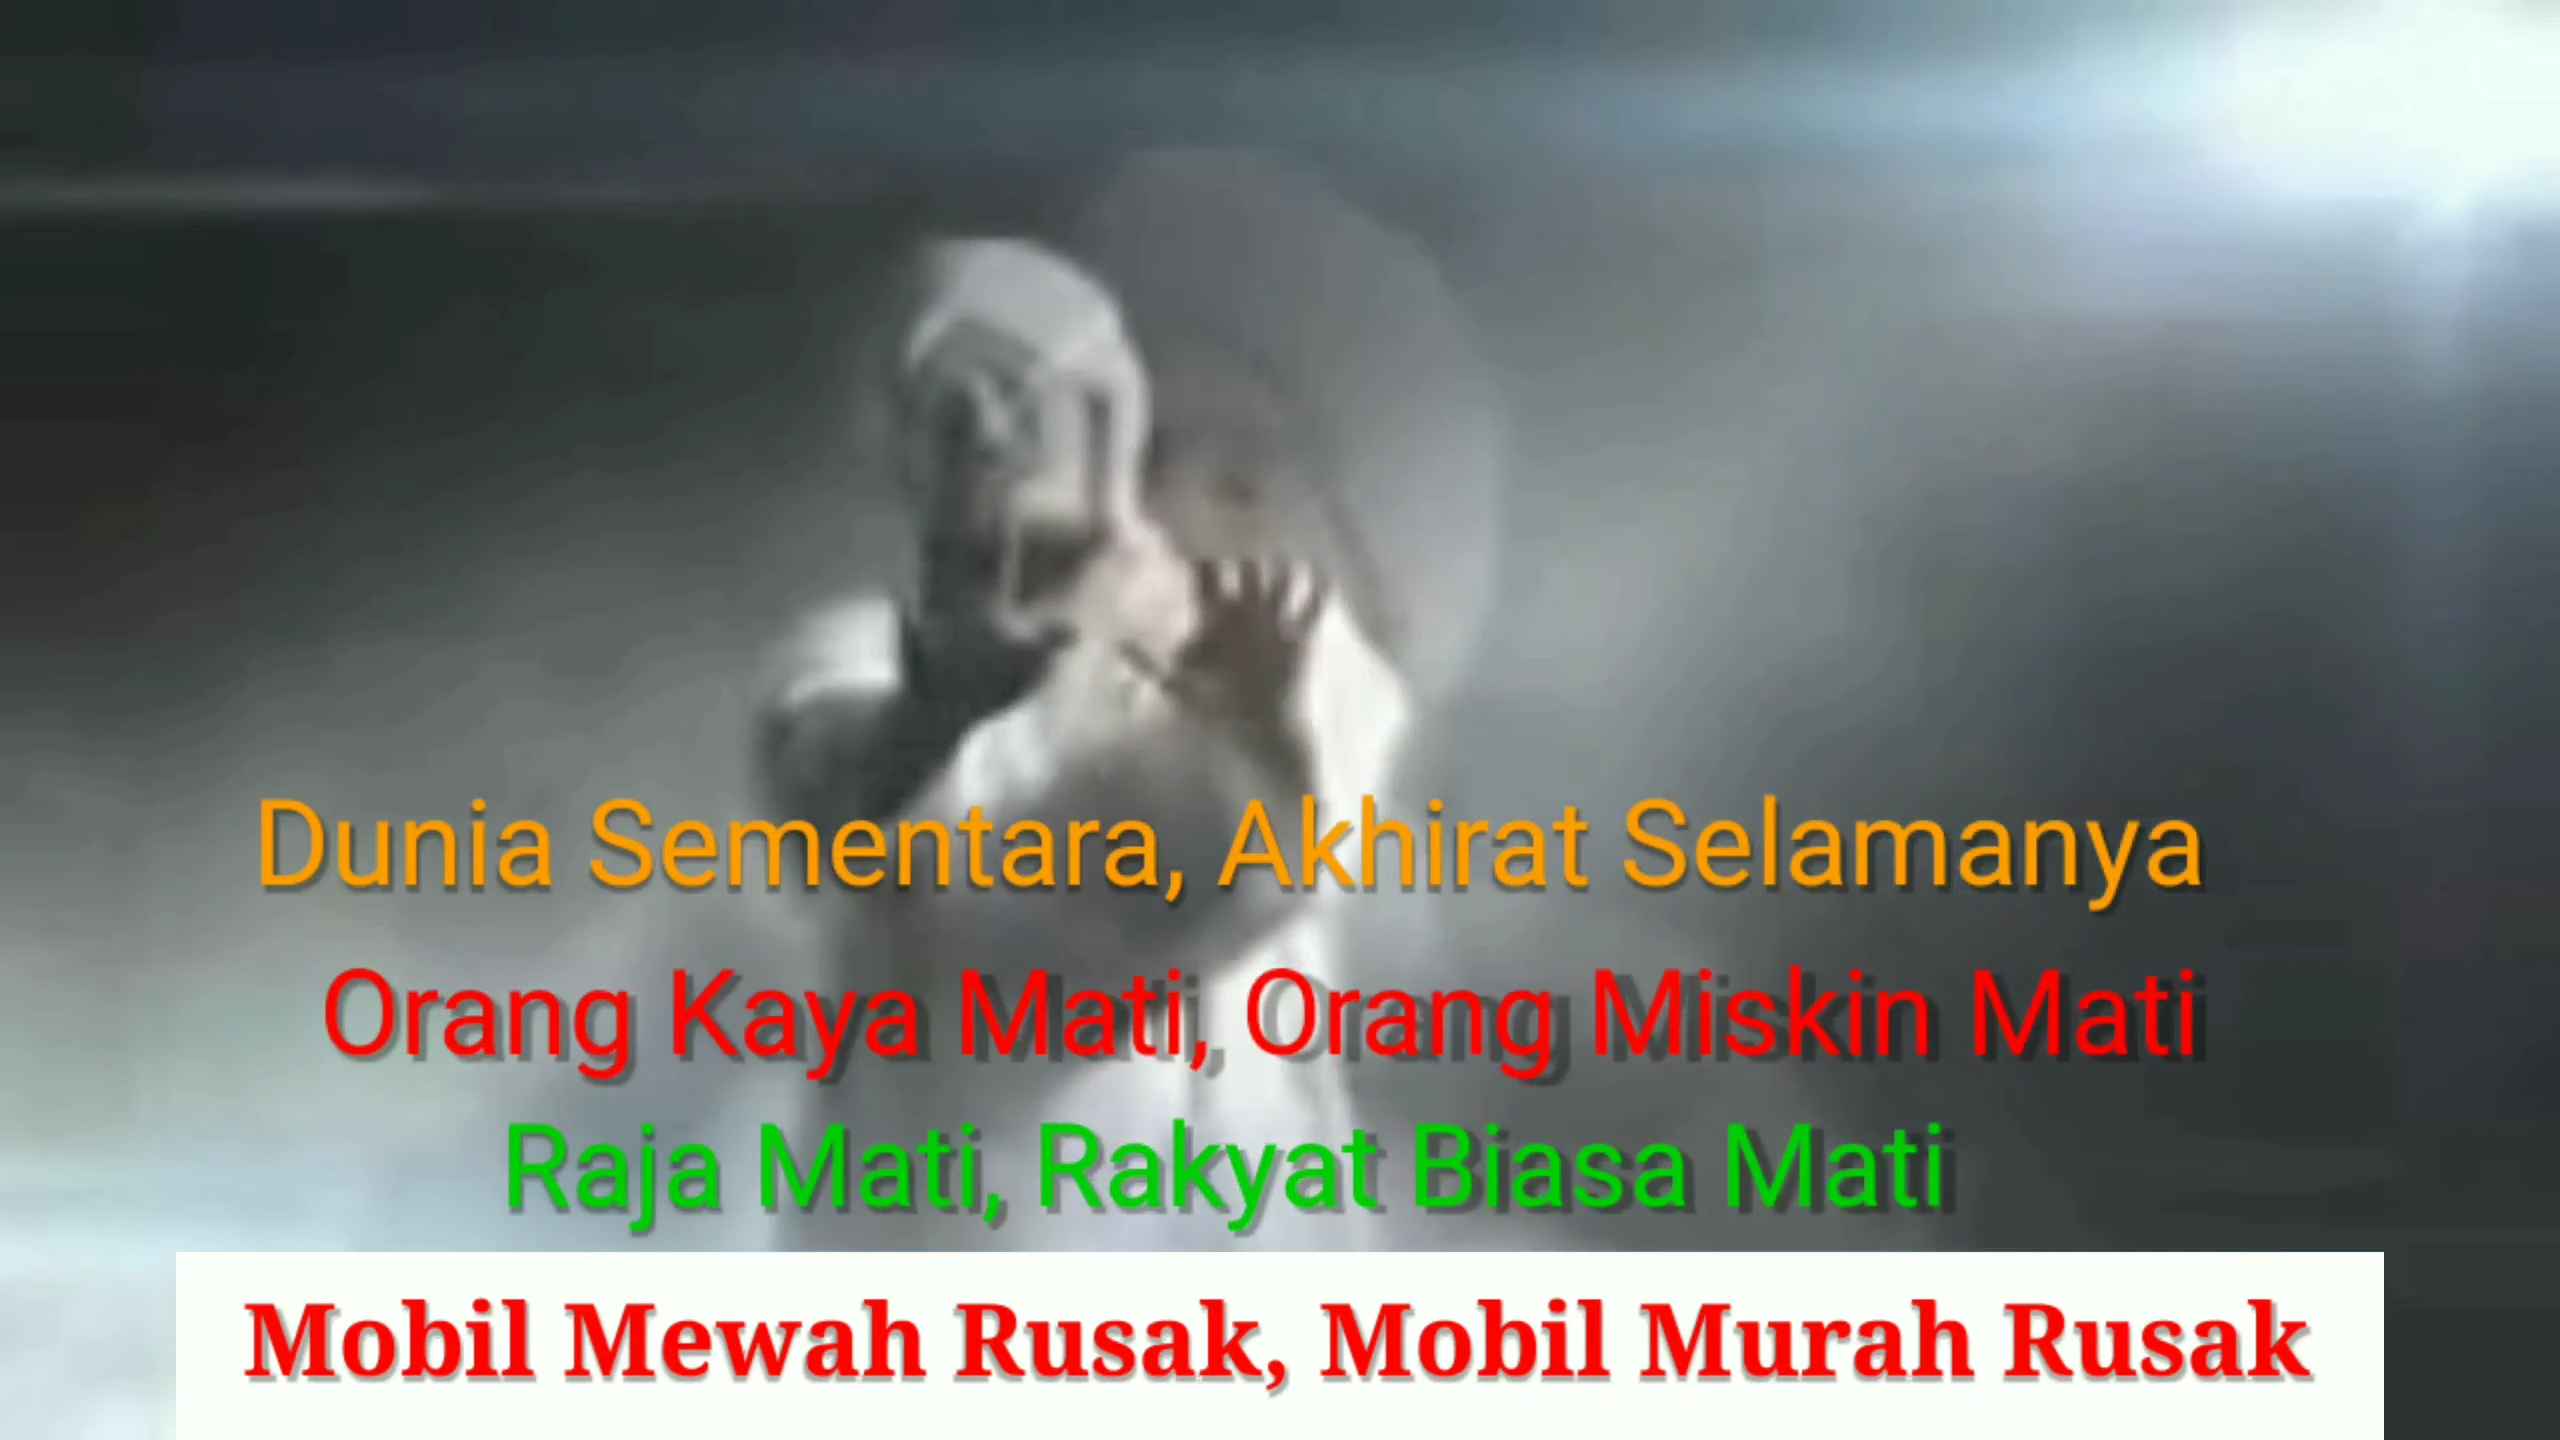 Dunia Sementara, Akhirat Selamanya
Orang Kaya Mati, Orang Miskin Mati
Raja Mati, Rakyat Biasa Mati
Mobil Mewah Rusak, Mobil Murah Rusak